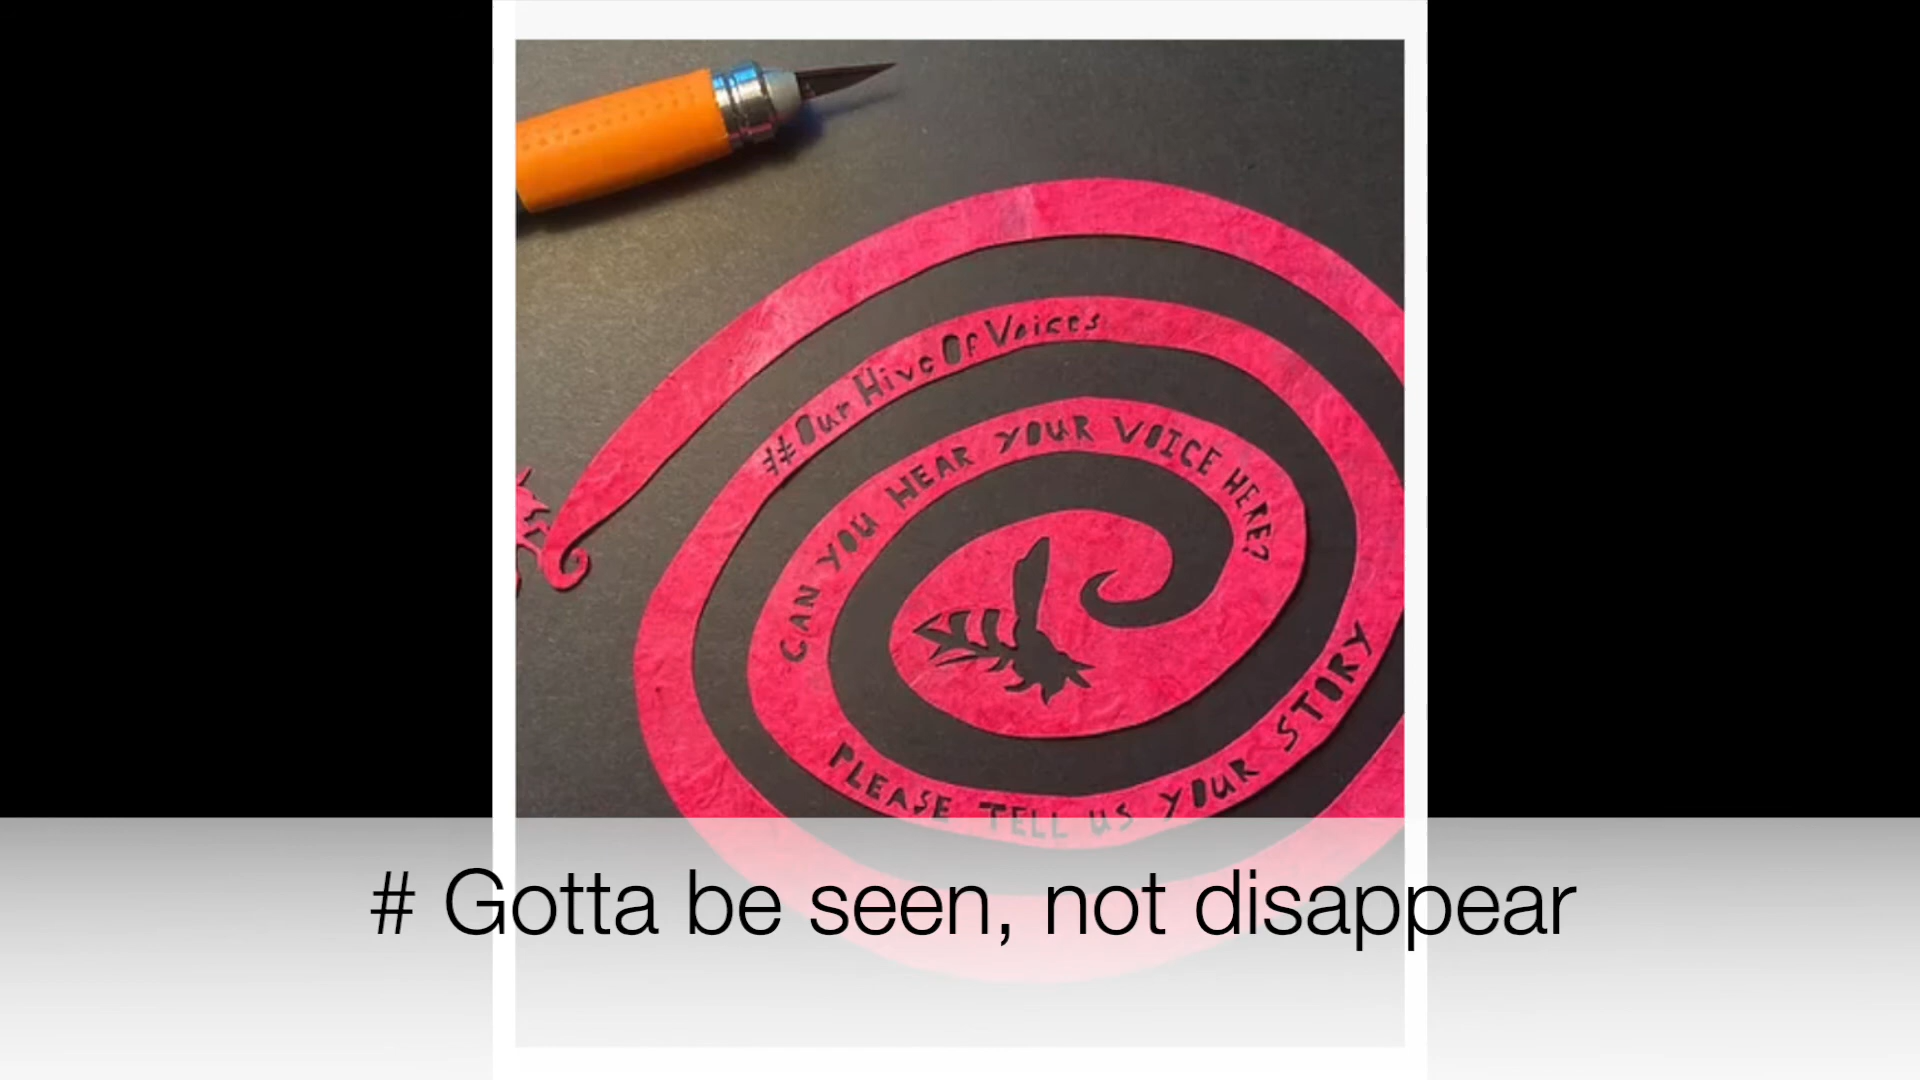 #OurHiveOfVoices
CAN YOU HEAR YOUR VOICE HERE?
PLEASE TELL US YOUR STORY
# Gotta be seen, not disappear